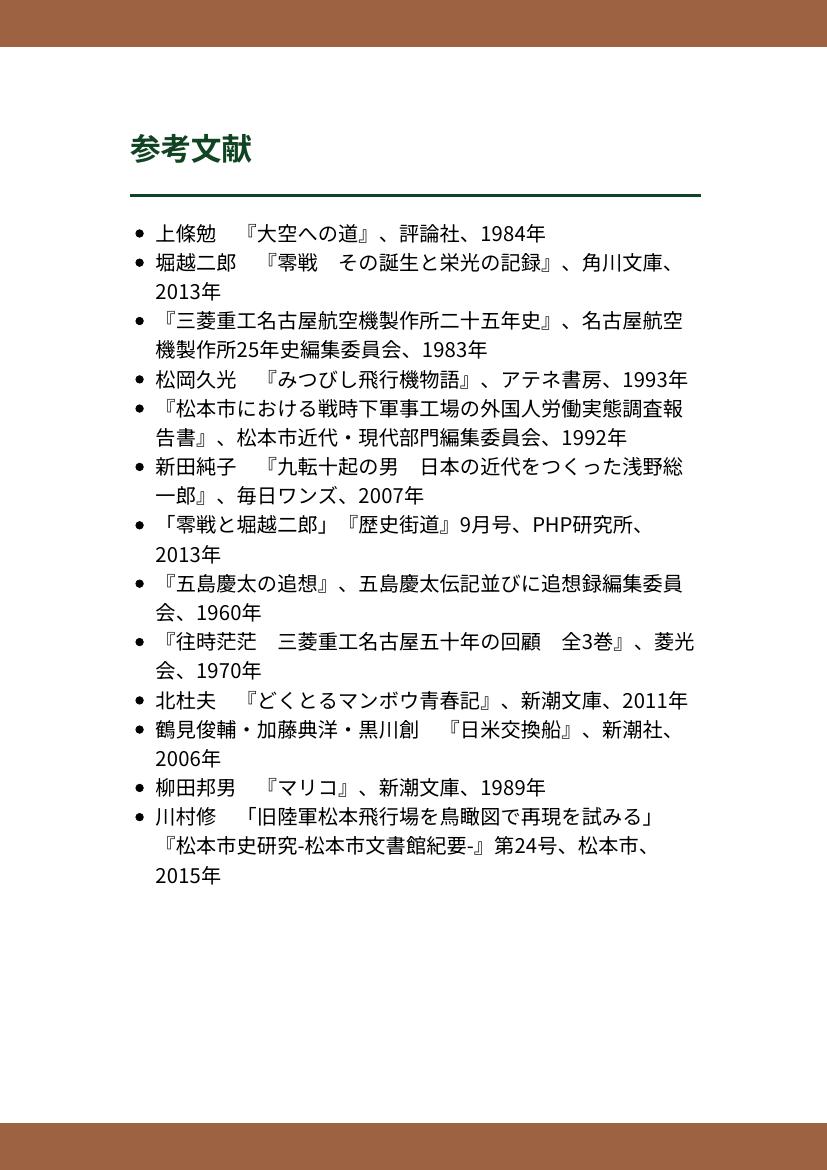 参考文献
• 上條勉　『大空への道』、評論社、1984年
• 堀越二郎　『零戦　その誕生と栄光の記録』、角川文庫、
2013年
• 『三菱重工名古屋航空機製作所二十五年史』、名古屋航空
機製作所25年史編集委員会、1983年
• 松岡久光　『みつびし飛行機物語』、アテネ書房、1993年
• 『松本市における戦時下軍事工場の外国人労働実態調査報
告書』、松本市近代・現代部門編集委員会、1992年
• 新田純子　『九転十起の男　日本の近代をつくった浅野総
一郎』、毎日ワンズ、2007年
• 「零戦と堀越二郎」『歴史街道』9月号、PHP研究所、
2013年
• 『五島慶太の追想』、五島慶太伝記並びに追想録編集委員
会、1960年
• 『往時茫茫　三菱重工名古屋五十年の回顧　全3巻』、菱光
会、1970年
• 北杜夫　『どくとるマンボウ青春記』、新潮文庫、2011年
• 鶴見俊輔・加藤典洋・黒川創　『日米交換船』、新潮社、
2006年
• 柳田邦男　『マリコ』、新潮文庫、1989年
• 川村修　「旧陸軍松本飛行場を鳥瞰図で再現を試みる」
『松本市史研究-松本市文書館紀要-』第24号、松本市、
2015年